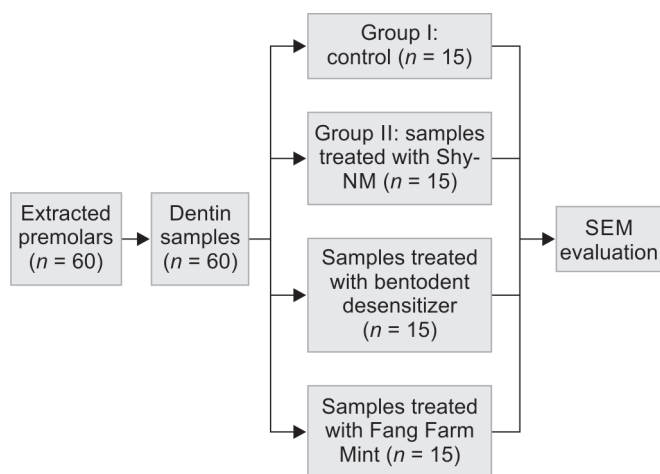 Extracted
premolars
(n = 60)
Dentin
samples
(n = 60)
Group I:
control (n = 15)
Group II: samples
treated with Shy-
NM (n = 15)
Samples treated
with bentodent
desensitizer
(n = 15)
Samples treated
with Fang Farm
Mint (n = 15)
SEM
evaluation